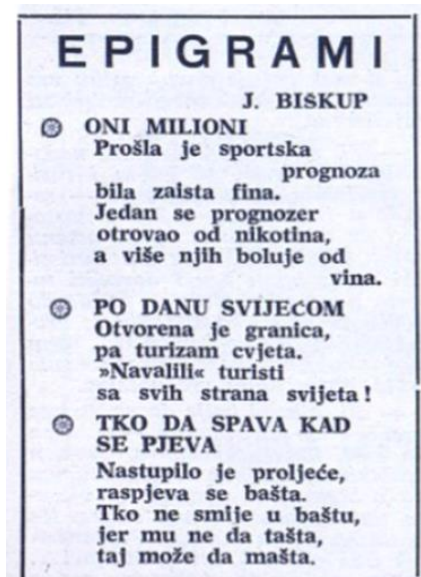 EPIGRAMI
J. BISKUP
ONI MILIONI
Prošla je sportska
prognoza
bila zaista fina.
Jedan se prognozer
otrovao od nikotina,
a više njih boluje od
vina.
PO DANU SVIJEĆOM
Otvorena je granica,
pa turizam cvjeta.
»Navalili« turisti
sa svih strana svijeta!
TKO DA SPAVA KAD
SE PJEVA
Nastupilo je proljeće,
raspjeva se bašta.
Tko ne smije u baštu,
jer mu ne da tašta,
taj može da mašta.